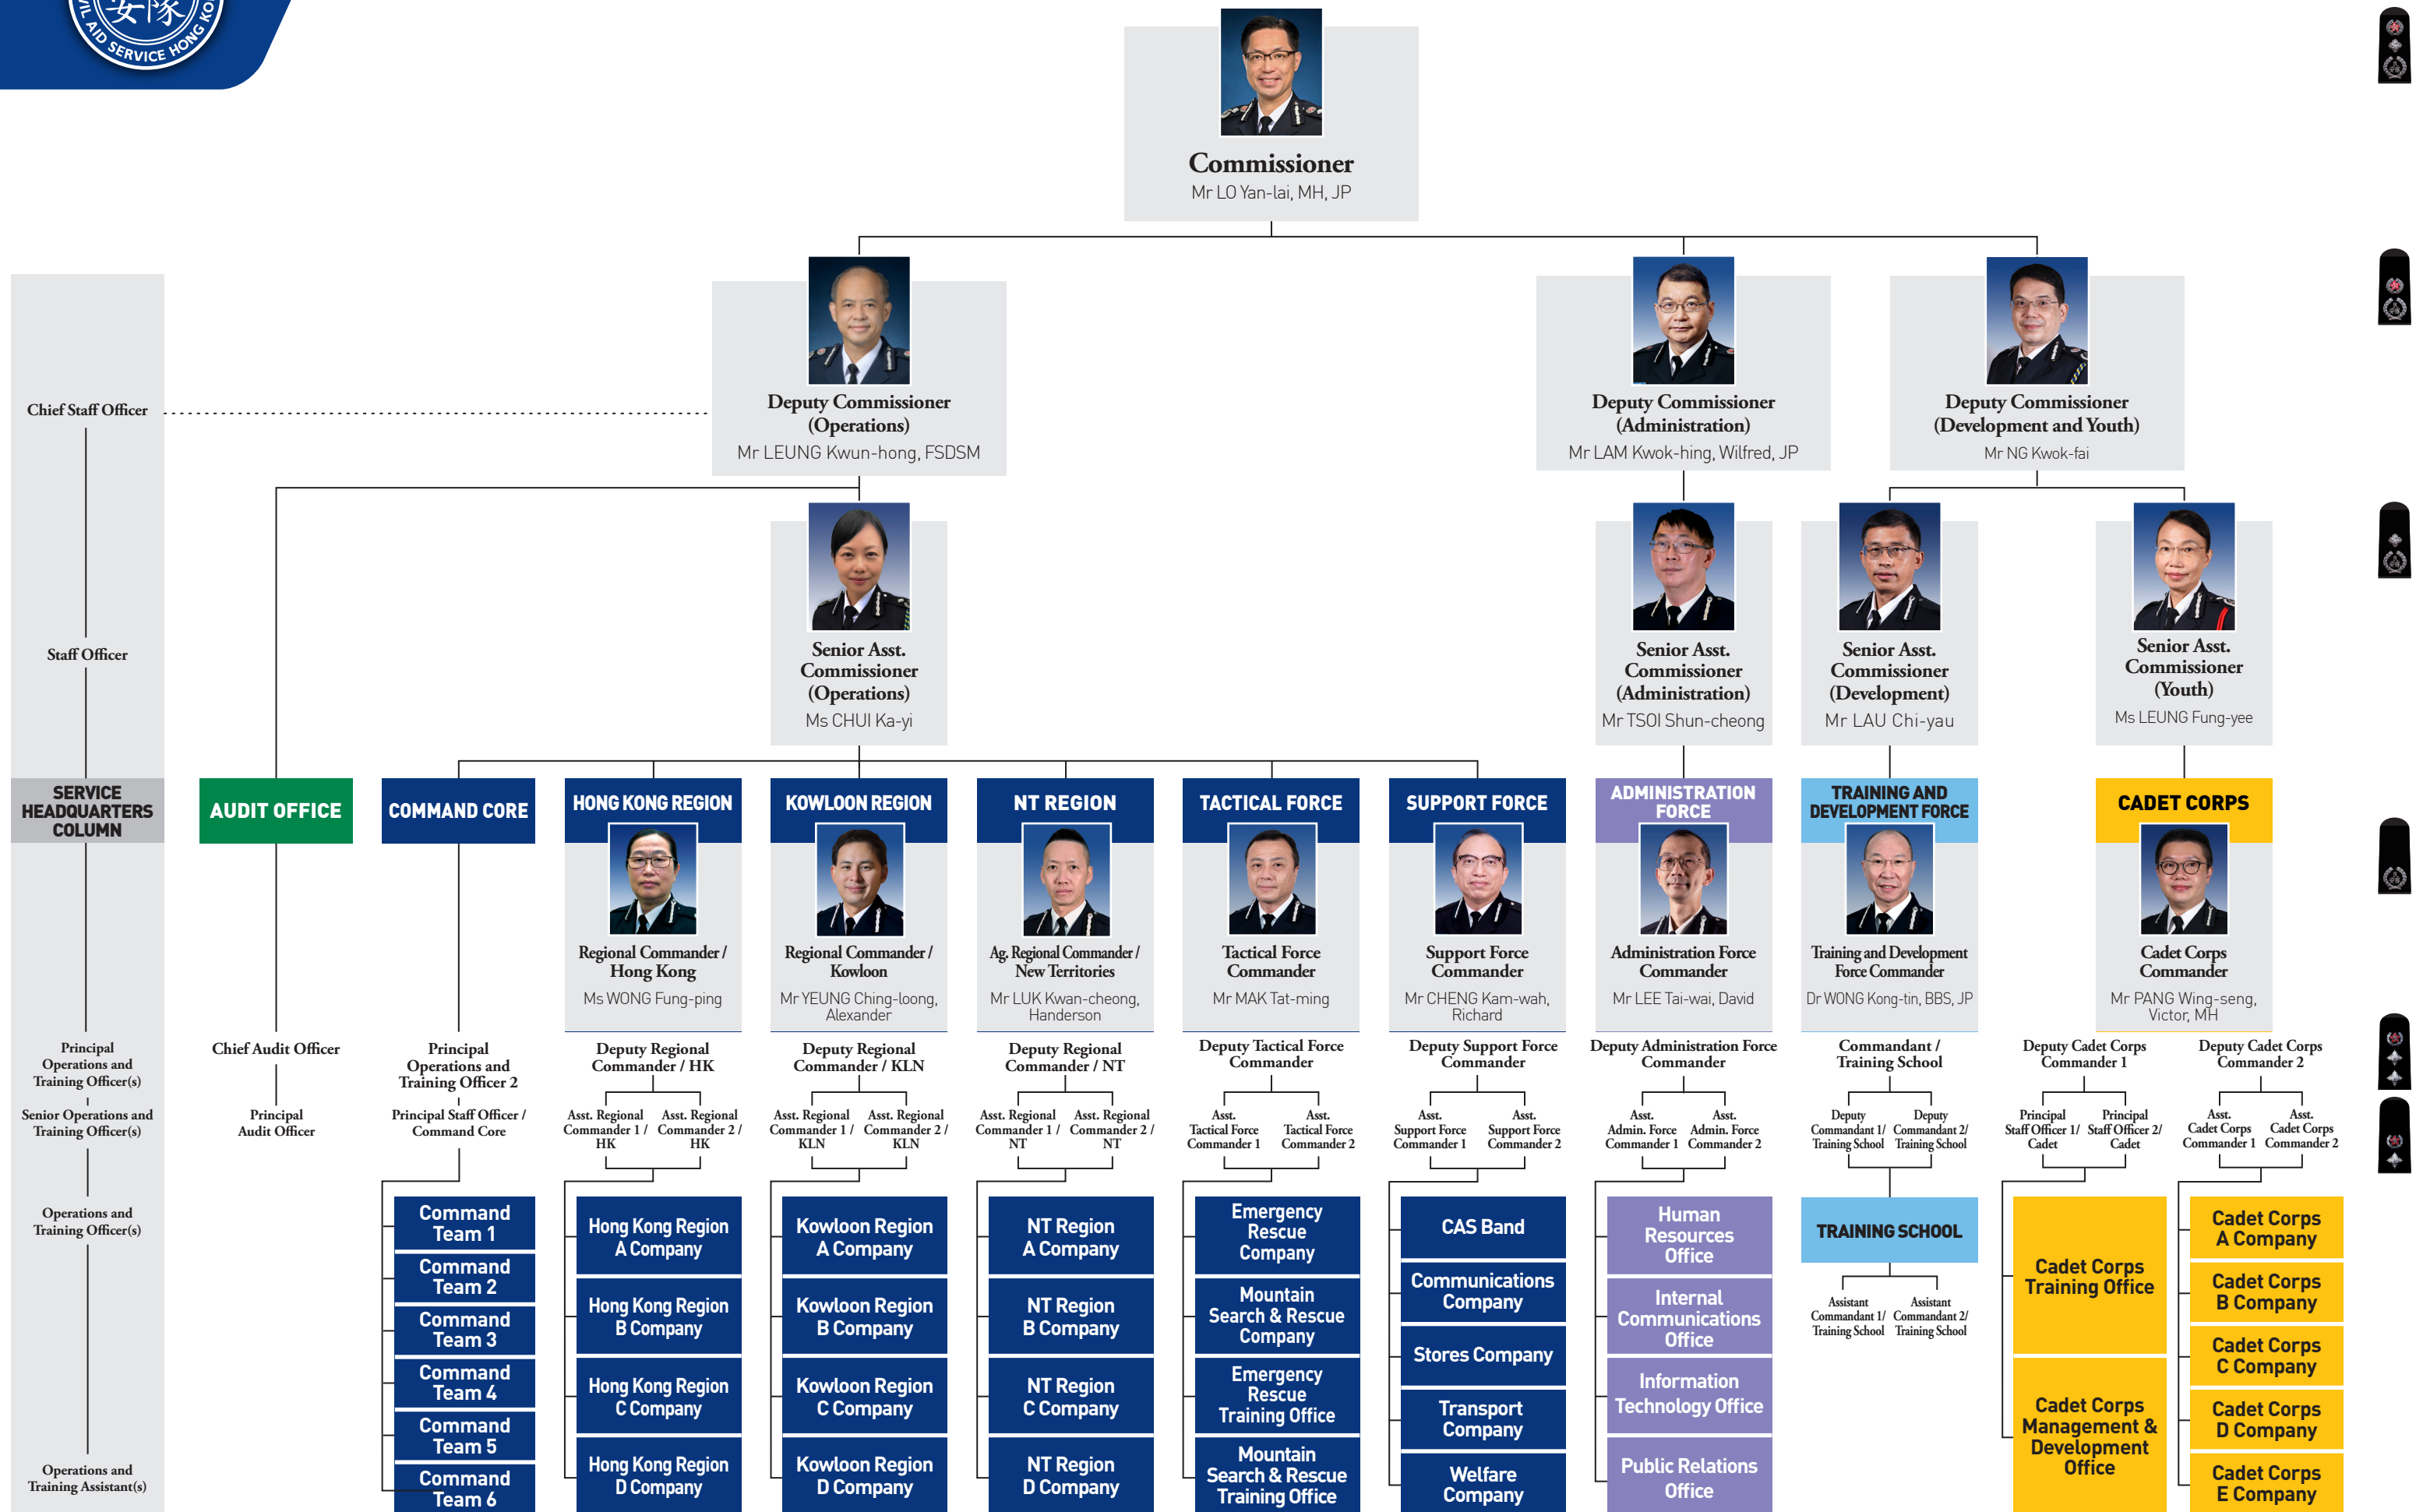 安隊
VIL AID SERVICE HONG KO
Commissioner
Mr LO Yan-lai, MH, JP
Chief Staff Officer
Deputy Commissioner
(Operations)
Mr LEUNG Kwun-hong, FSDSM
Deputy Commissioner
(Administration)
Mr LAM Kwok-hing, Wilfred, JP
Deputy Commissioner
(Development and Youth)
Mr NG Kwok-fai
Staff Officer
Senior Asst.
Commissioner
(Operations)
Ms CHUI Ka-yi
Senior Asst.
Commissioner
(Administration)
Mr TSOI Shun-cheong
Senior Asst.
Commissioner
(Development)
Mr LAU Chi-yau
Senior Asst.
Commissioner
(Youth)
Ms LEUNG Fung-yee
SERVICE
HEADQUARTERS
COLUMN
AUDIT OFFICE
COMMAND CORE
HONG KONG REGION
KOWLOON REGION
NT REGION
TACTICAL FORCE
SUPPORT FORCE
ADMINISTRATION
FORCE
TRAINING AND
DEVELOPMENT FORCE
CADET CORPS
Regional Commander /
Hong Kong
Ms WONG Fung-ping
Regional Commander /
Kowloon
Mr YEUNG Ching-loong,
Alexander
Ag. Regional Commander /
New Territories
Mr LUK Kwan-cheong,
Handerson
Tactical Force
Commander
Mr MAK Tat-ming
Support Force
Commander
Mr CHENG Kam-wah,
Richard
Administration Force
Commander
Mr LEE Tai-wai, David
Training and Development
Force Commander
Dr WONG Kong-tin, BBS, JP
Cadet Corps
Commander
Mr PANG Wing-seng,
Victor, MH
Principal
Operations and
Training Officer(s)
Chief Audit Officer
Principal
Operations and
Training Officer 2
Deputy Regional
Commander / HK
Deputy Regional
Commander / KLN
Deputy Regional
Commander / NT
Deputy Tactical Force
Commander
Deputy Support Force
Commander
Deputy Administration Force
Commander
Commandant /
Training School
Deputy Cadet Corps
Commander 1
Deputy Cadet Corps
Commander 2
Senior Operations and
Training Officer(s)
Principal
Audit Officer
Principal Staff Officer /
Command Core
Asst. Regional
Commander 1 /
HK
Asst. Regional
Commander 2 /
HK
Asst. Regional
Commander 1 /
KLN
Asst. Regional
Commander 2 /
KLN
Asst. Regional
Commander 1 /
NT
Asst. Regional
Commander 2 /
NT
Asst.
Tactical Force
Commander 1
Asst.
Tactical Force
Commander 2
Asst.
Support Force
Commander 1
Asst.
Support Force
Commander 2
Asst.
Admin. Force
Commander 1
Asst.
Admin. Force
Commander 2
Deputy
Commandant 1/
Training School
Deputy
Commandant 2/
Training School
Principal
Staff Officer 1/
Cadet
Principal
Staff Officer 2/
Cadet
Asst.
Cadet Corps
Commander 1
Asst.
Cadet Corps
Commander 2
Operations and
Training Officer(s)
Operations and
Training Assistant(s)
Command
Team 1
Command
Team 2
Command
Team 3
Command
Team 4
Command
Team 5
Command
Team 6
Hong Kong Region
A Company
Hong Kong Region
B Company
Hong Kong Region
C Company
Hong Kong Region
D Company
Kowloon Region
A Company
Kowloon Region
B Company
Kowloon Region
C Company
Kowloon Region
D Company
NT Region
A Company
NT Region
B Company
NT Region
C Company
NT Region
D Company
Emergency
Rescue
Company
Mountain
Search & Rescue
Company
Emergency
Rescue
Training Office
Mountain
Search & Rescue
Training Office
CAS Band
Communications
Company
Stores Company
Transport
Company
Welfare
Company
Human
Resources
Office
Internal
Communications
Office
Information
Technology Office
Public Relations
Office
TRAINING SCHOOL
Assistant
Commandant 1/
Training School
Assistant
Commandant 2/
Training School
Cadet Corps
Training Office
Cadet Corps
Management &
Development
Office
Cadet Corps
A Company
Cadet Corps
B Company
Cadet Corps
C Company
Cadet Corps
D Company
Cadet Corps
E Company